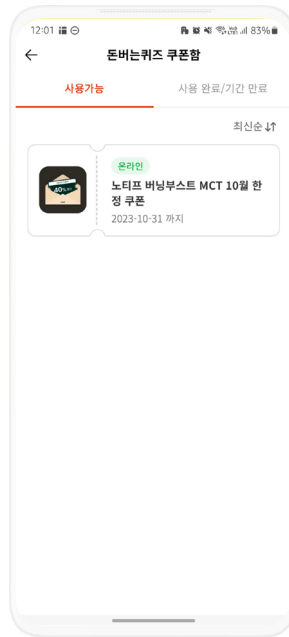 12:01 83%
돈버는퀴즈 쿠폰함
사용가능 사용 완료/기간 만료
최신순
온라인
노티프 버닝부스트 MCT 10월 한
정 쿠폰
2023-10-31 까지
40%